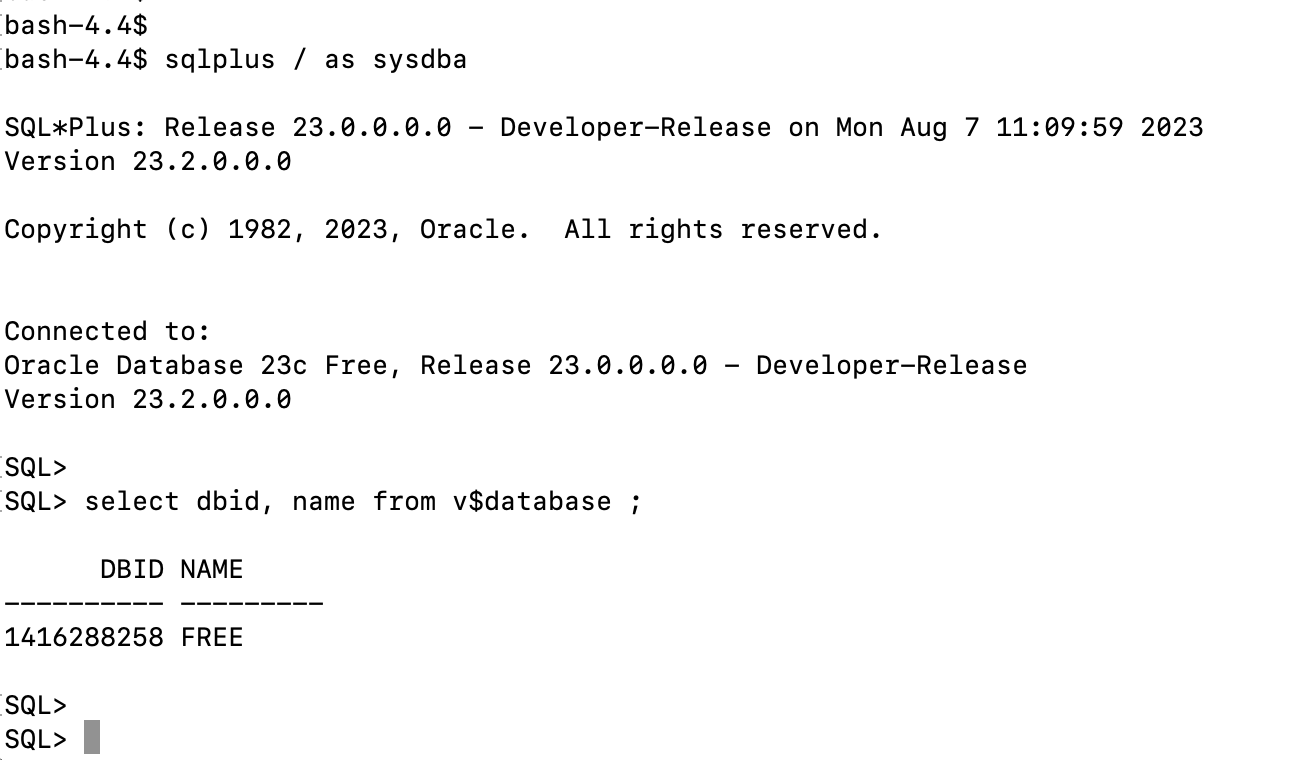 bash-4.4$
bash-4.4$ sqlplus / as sysdba
SQL*Plus: Release 23.0.0.0.0 - Developer-Release on Mon Aug 7 11:09:59 2023
Version 23.2.0.0.0
Copyright (c) 1982, 2023, Oracle.  All rights reserved.
Connected to:
Oracle Database 23c Free, Release 23.0.0.0.0 - Developer-Release
Version 23.2.0.0.0
SQL>
SQL> select dbid, name from v$database ;
      DBID NAME
---------- ---------
1416288258 FREE
SQL>
SQL>